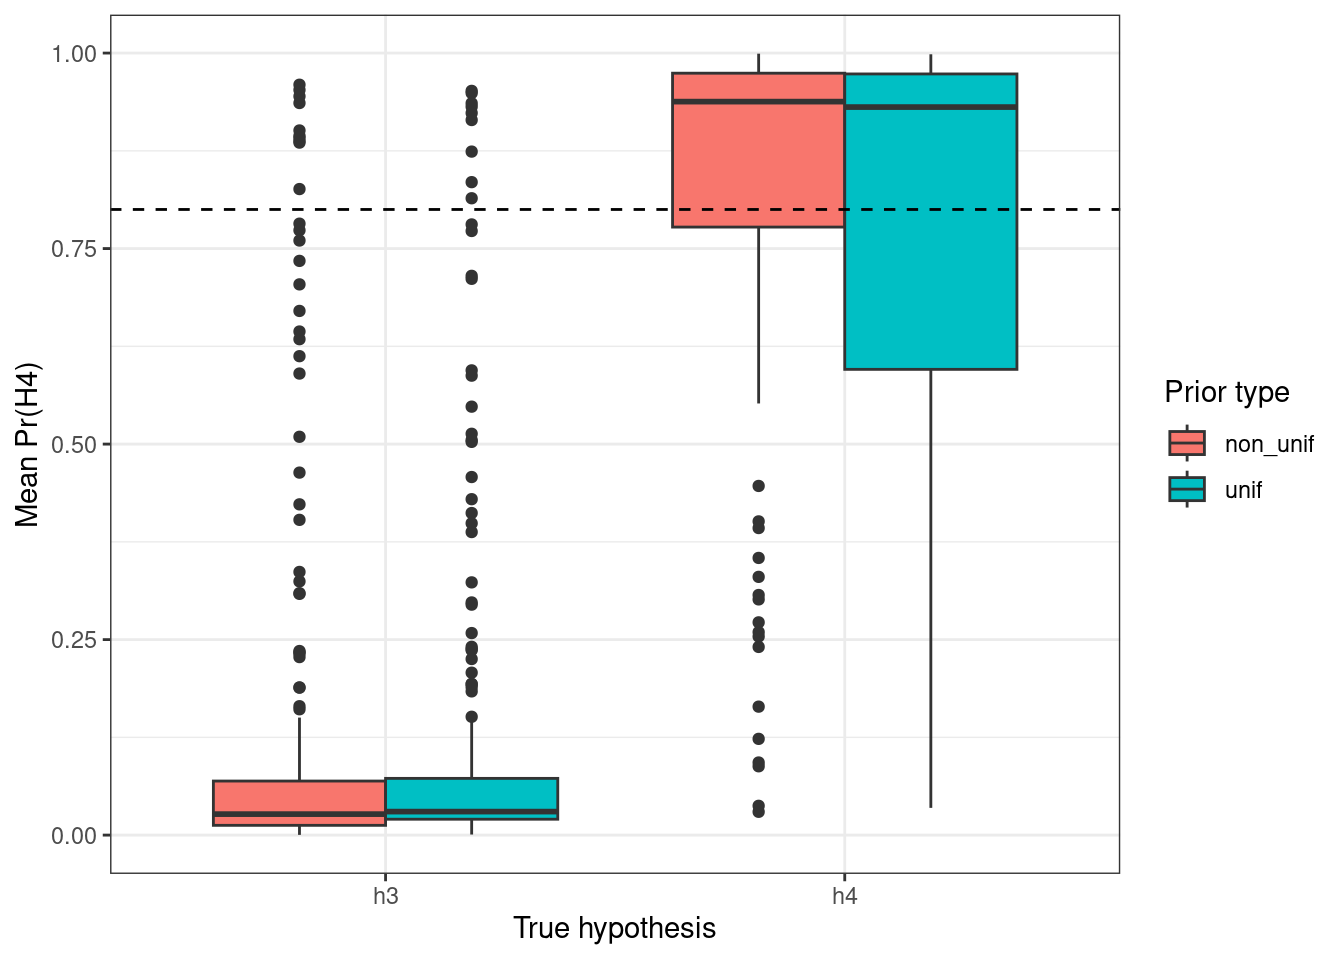 1.00
0.75
0.50
0.25
0.00
Mean Pr(H4)
h3
h4
True hypothesis
Prior type
non_unif
unif